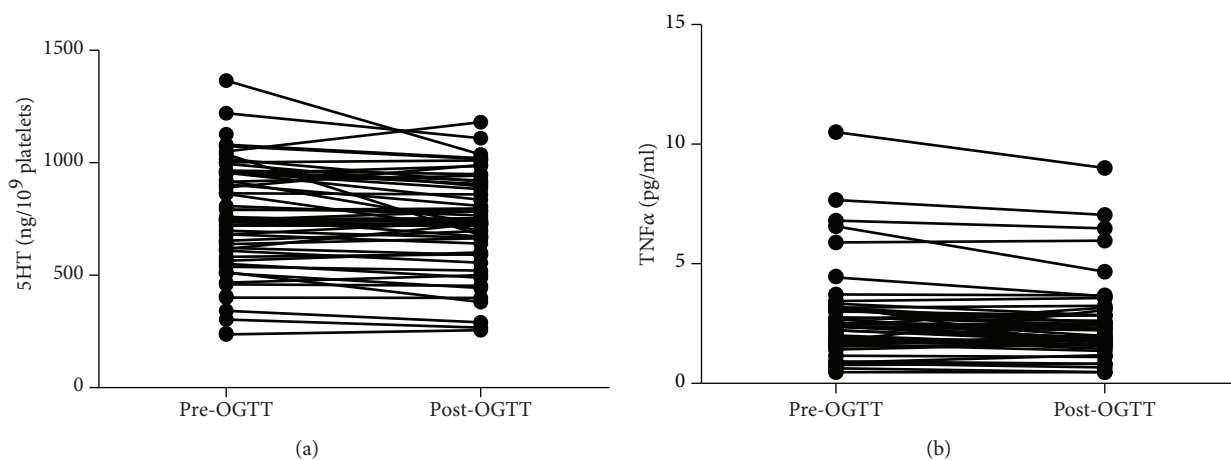 1500
1000
500
0
5HT (ng/10⁹ platelets)
Pre-OGTT
Post-OGTT
(a)
15
10
5
0
TNFα (pg/ml)
Pre-OGTT
Post-OGTT
(b)